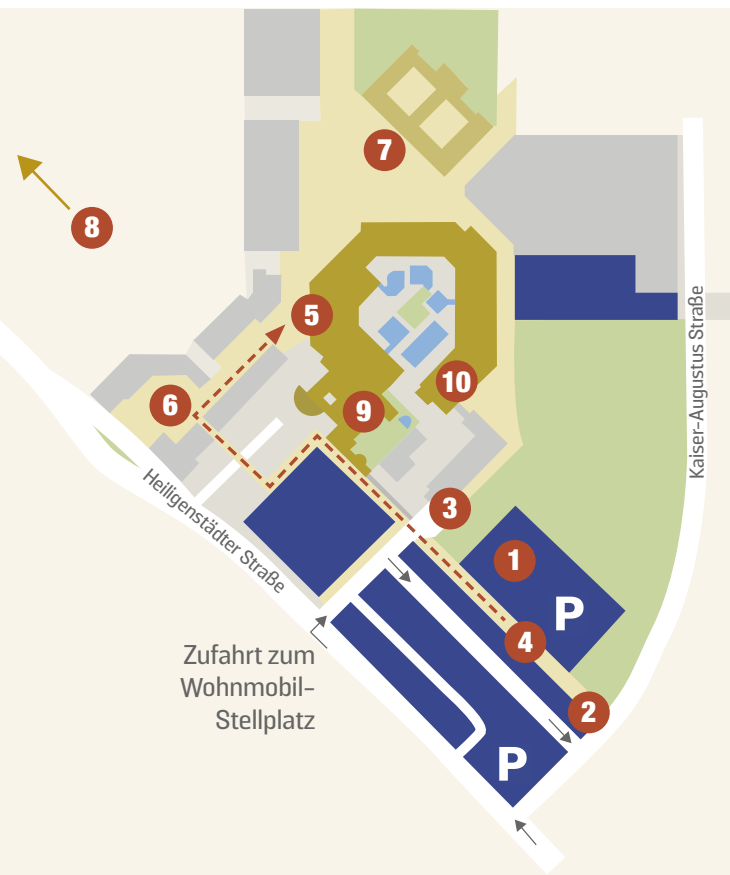 7
8
5
10
6
9
Kaiser-Augustus Straße
Heiligenstädter Straße
3
1
P
4
Zufahrt zum
Wohnmobil-
Stellplatz
2
P